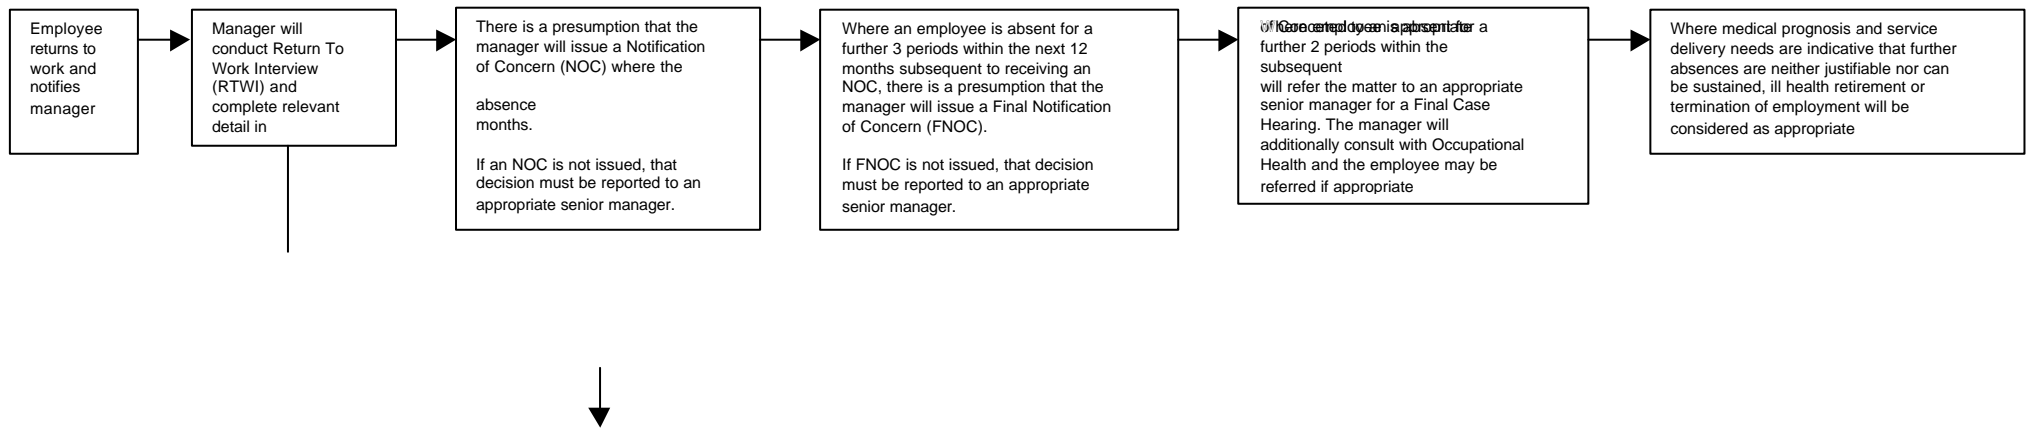 Employee
returns to
work and
notifies
manager
Manager will
conduct Return To
Work Interview
(RTWI) and
complete relevant
detail in
There is a presumption that the
manager will issue a Notification
of Concern (NOC) where the
absence
months.
If an NOC is not issued, that
decision must be reported to an
appropriate senior manager.
Where an employee is absent for a
further 3 periods within the next 12
months subsequent to receiving an
NOC, there is a presumption that the
manager will issue a Final Notification
of Concern (FNOC).
If FNOC is not issued, that decision
must be reported to an appropriate
senior manager.
for a
further 2 periods within the
subsequent
will refer the matter to an appropriate
senior manager for a Final Case
Hearing. The manager will
additionally consult with Occupational
Health and the employee may be
referred if appropriate
Where medical prognosis and service
delivery needs are indicative that further
absences are neither justifiable nor can
be sustained, ill health retirement or
termination of employment will be
considered as appropriate